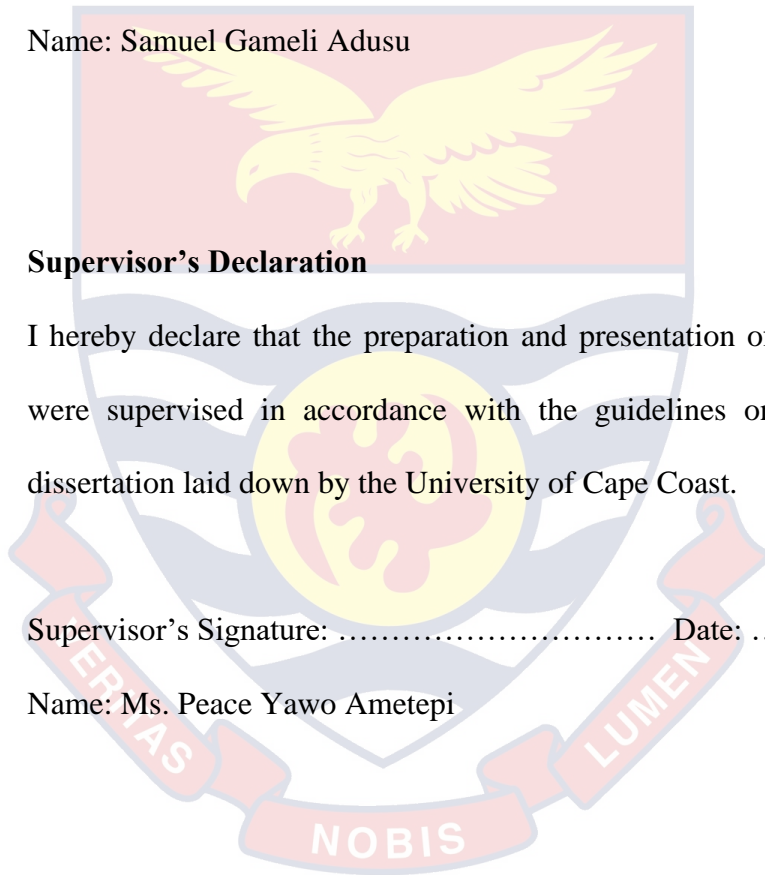 Name: Samuel Gameli Adusu
Supervisor’s Declaration
I hereby declare that the preparation and presentation of
were supervised in accordance with the guidelines on
dissertation laid down by the University of Cape Coast.
Supervisor’s Signature: ………………………… Date: ..
Name: Ms. Peace Yawo Ametepi
VERITAS
NOBIS
LUMEN